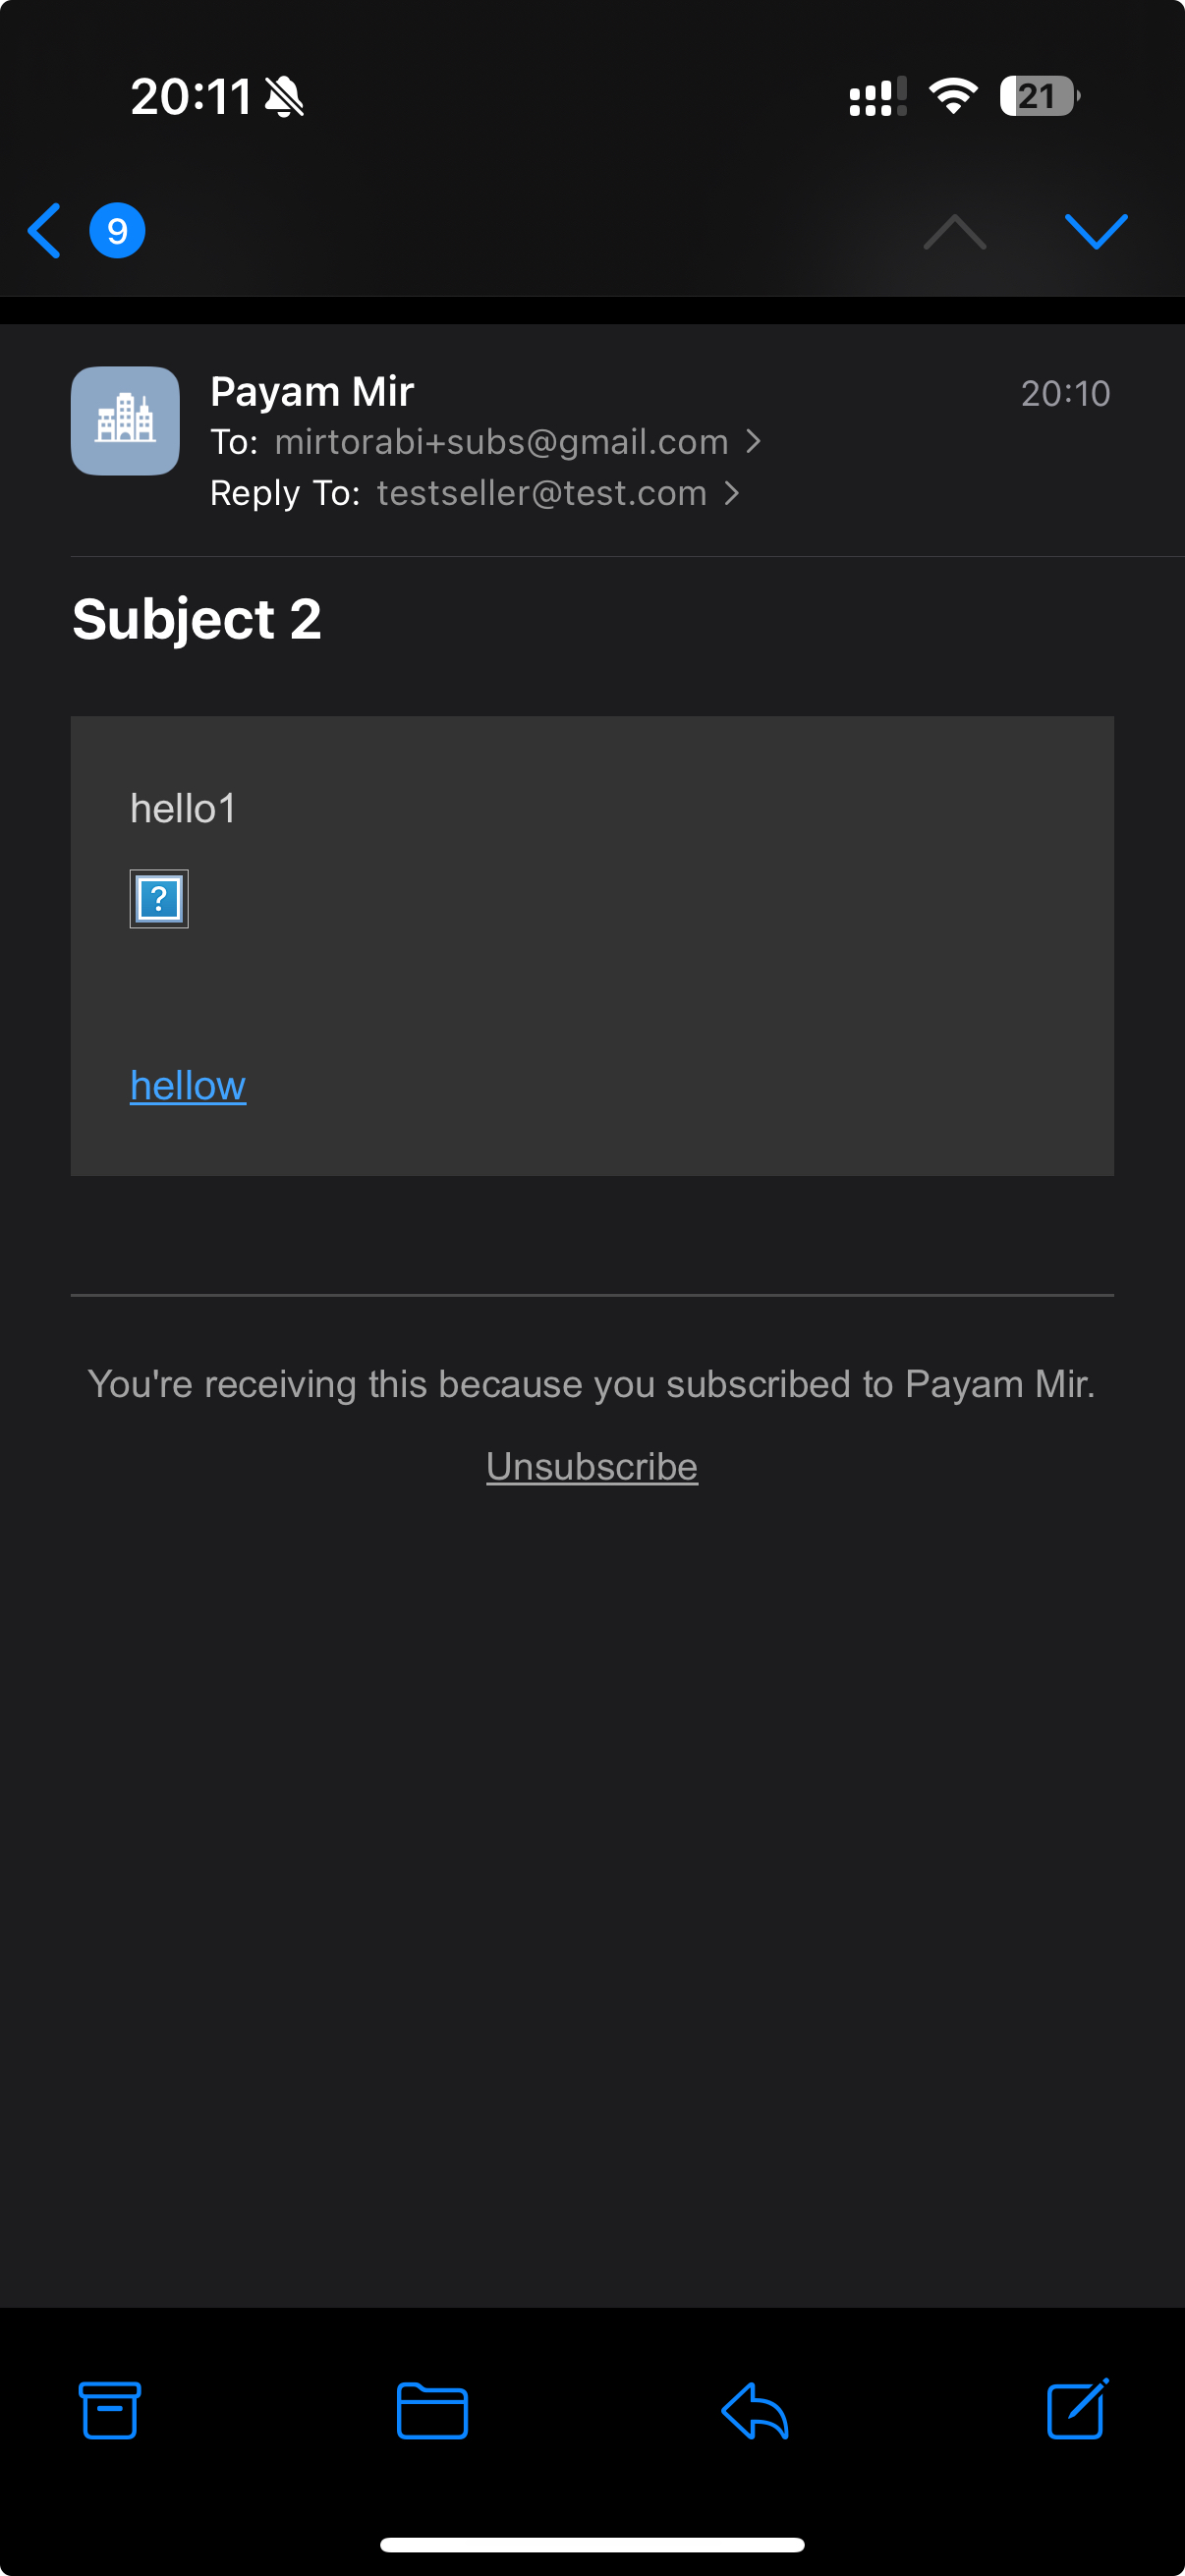 20:11
21
9
Payam Mir
20:10
To: mirtorabi+subs@gmail.com
Reply To: testseller@test.com
Subject 2
hello1
?
hellow
You're receiving this because you subscribed to Payam Mir.
Unsubscribe